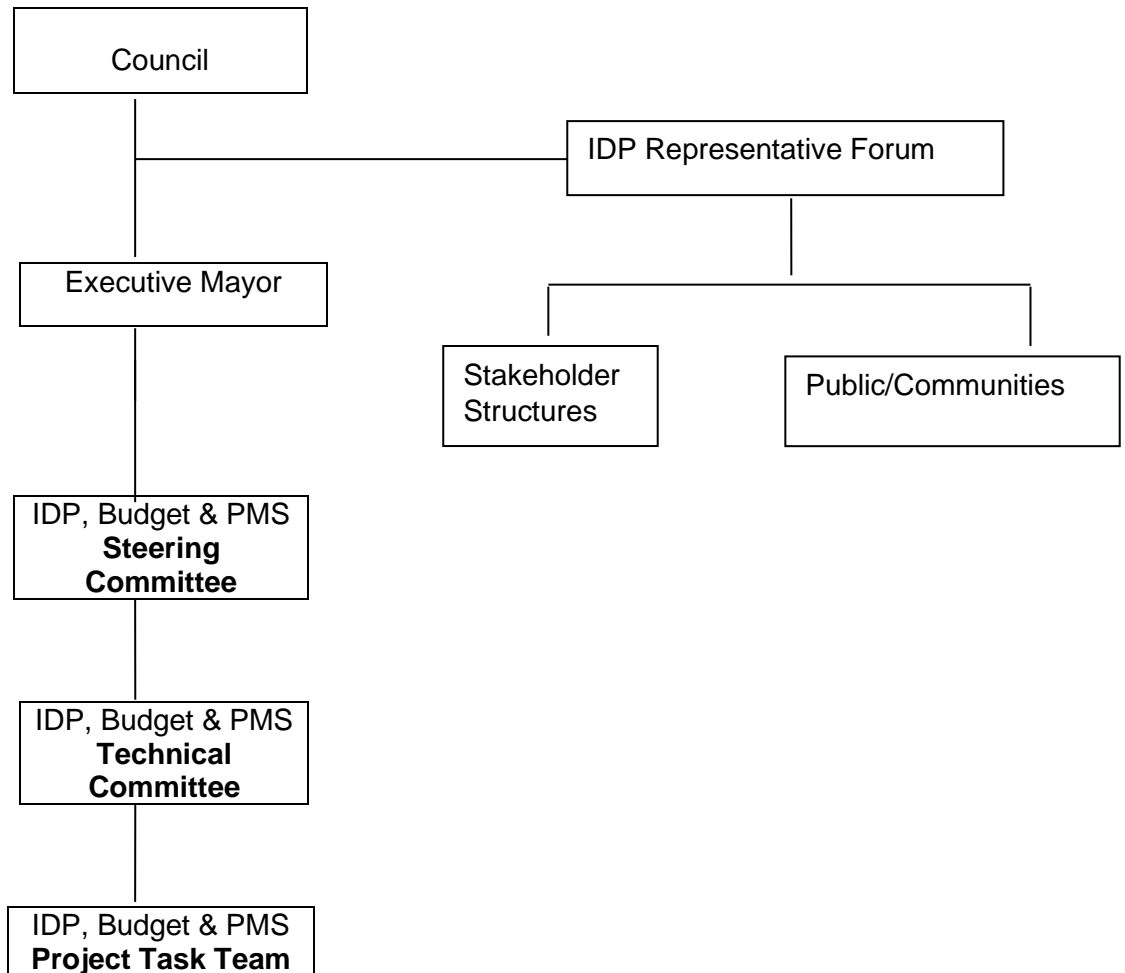 Council
IDP Representative Forum
Executive Mayor
Stakeholder
Structures
Public/Communities
IDP, Budget & PMS
Steering
Committee
IDP, Budget & PMS
Technical
Committee
IDP, Budget & PMS
Project Task Team